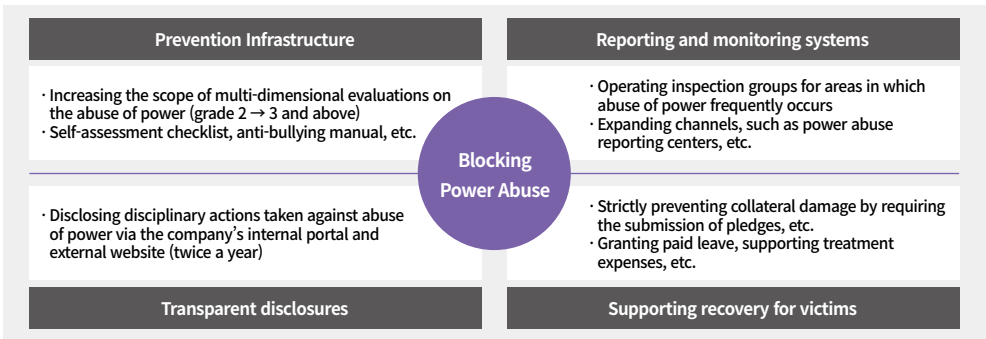 Prevention Infrastructure
· Increasing the scope of multi-dimensional evaluations on
the abuse of power (grade 2 → 3 and above)
· Self-assessment checklist, anti-bullying manual, etc.
Reporting and monitoring systems
· Operating inspection groups for areas in which
abuse of power frequently occurs
· Expanding channels, such as power abuse
reporting centers, etc.
Blocking
Power Abuse
· Disclosing disciplinary actions taken against abuse
of power via the company's internal portal and
external website (twice a year)
Transparent disclosures
· Strictly preventing collateral damage by requiring
the submission of pledges, etc.
· Granting paid leave, supporting treatment
expenses, etc.
Supporting recovery for victims